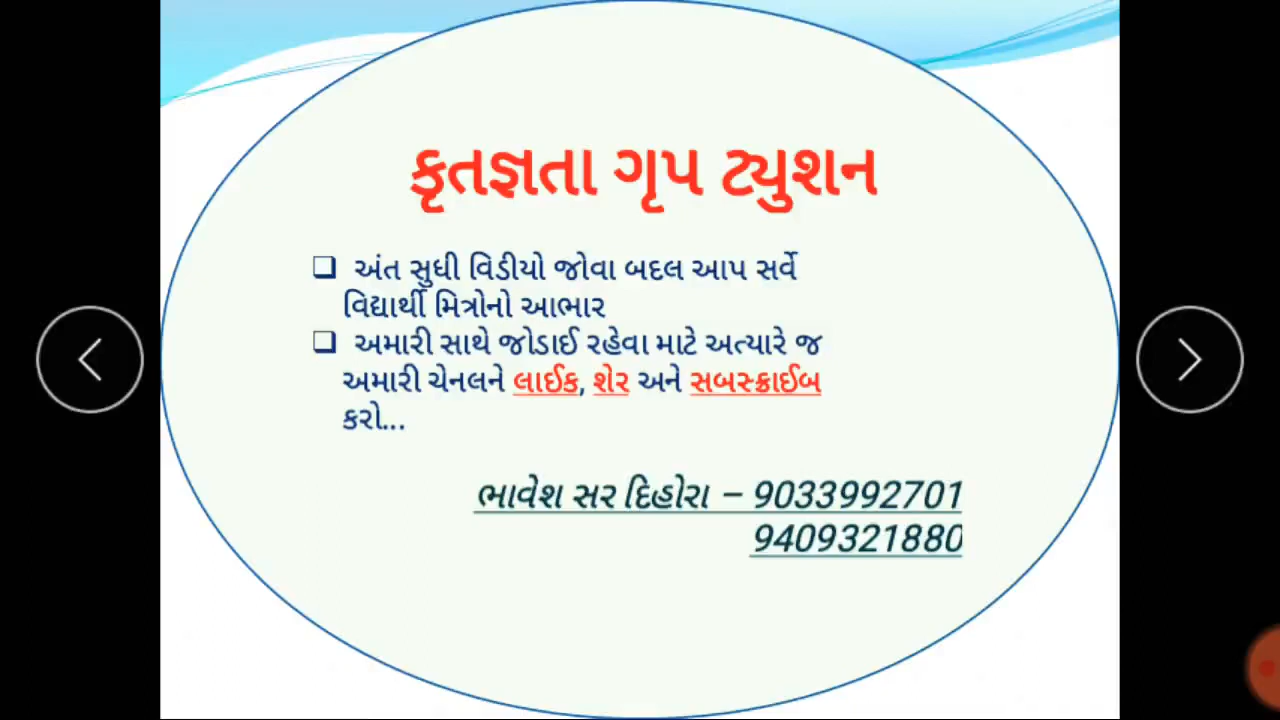 કૃતજ્ઞતા ગૃપ ટ્યુશન
❑ અંત સુધી વિડીયો જોવા બદલ આપ સર્વે
વિદ્યાર્થી મિત્રોનો આભાર
❑ અમારી સાથે જોડાઈ રહેવા માટે અત્યારે જ
અમારી ચેનલને લાઈક, શેર અને સબસ્ક્રાઈબ
કરો...
ભાવેશ સર દિહોરા – 9033992701
9409321880